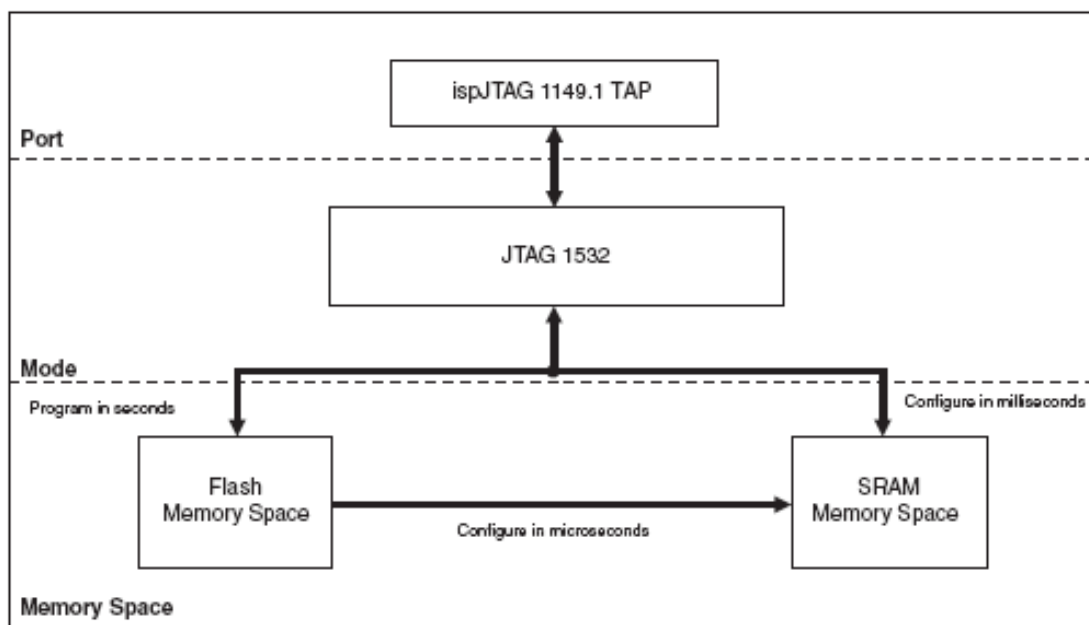 ispJTAG 1149.1 TAP
Port
JTAG 1532
Mode
Program in seconds
Configure in milliseconds
Flash
Memory Space
SRAM
Memory Space
Configure in microseconds
Memory Space